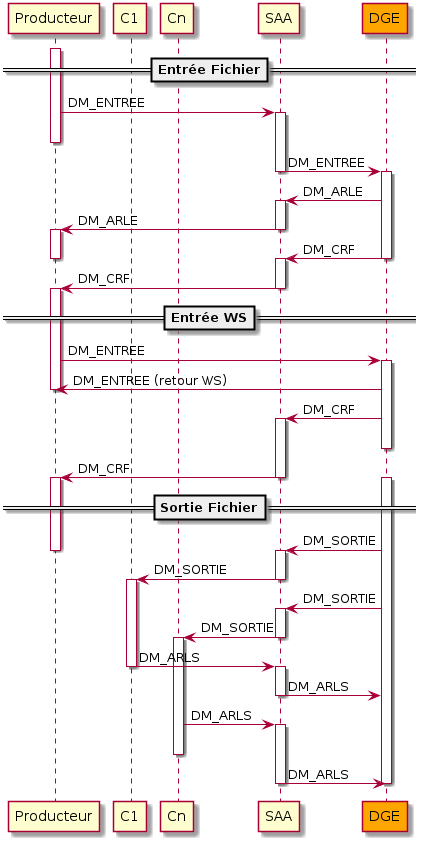 Producteur C1 Cn SAA DGE
Entrée Fichier
DM_ENTREE
DM_ENTREE
DM_ARLE
DM_ARLE
DM_CRF
DM_CRF
Entrée WS
DM_ENTREE
DM_ENTREE (retour WS)
DM_CRF
DM_CRF
Sortie Fichier
DM_SORTIE
DM_SORTIE
DM_SORTIE
DM_SORTIE
DM_ARLS
DM_ARLS
DM_ARLS
DM_ARLS
Producteur C1 Cn SAA DGE